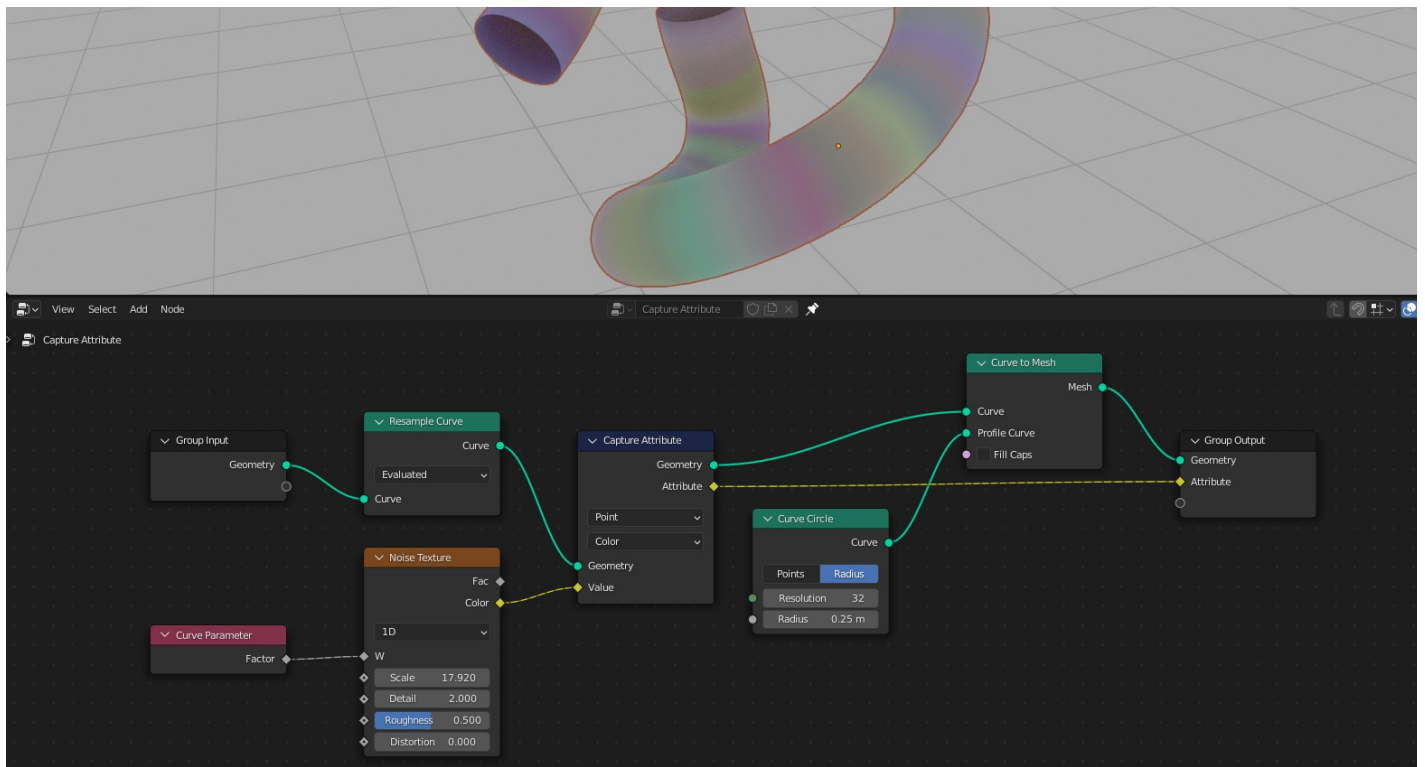 View Select Add Node
Capture Attribute
Capture Attribute
Group Input
Geometry
Resample Curve
Curve
Evaluated
Curve
Noise Texture
Fac
Color
1D
W
Scale 17.920
Detail 2.000
Roughness 0.500
Distortion 0.000
Curve Parameter
Factor
Capture Attribute
Geometry
Attribute
Point
Color
Geometry
Value
Curve Circle
Curve
Points Radius
Resolution 32
Radius 0.25 m
Curve to Mesh
Mesh
Curve
Profile Curve
Fill Caps
Group Output
Geometry
Attribute